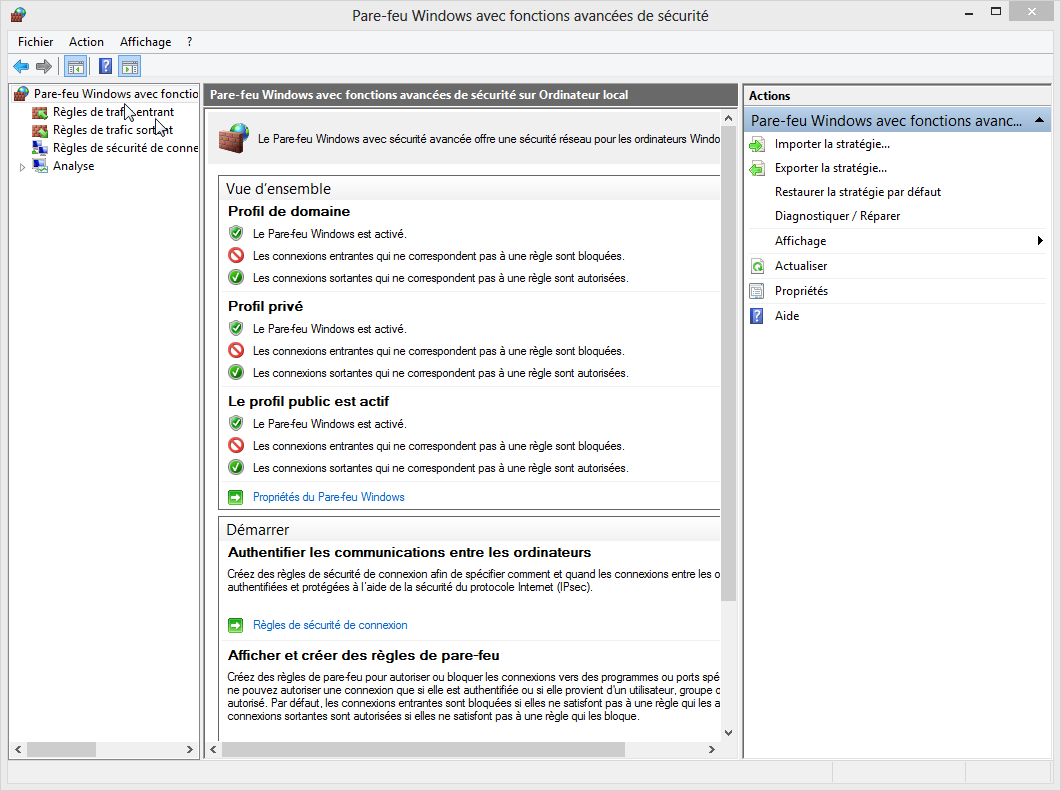 Pare-feu Windows avec fonctions avancées de sécurité
Fichier Action Affichage ?
Pare-feu Windows avec fonctio
Règles de trafic entrant
Règles de trafic sortant
Règles de sécurité de conne
Analyse
Pare-feu Windows avec fonctions avancées de sécurité sur Ordinateur local
Le Pare-feu Windows avec sécurité avancée offre une sécurité réseau pour les ordinateurs Windo
Vue d'ensemble
Profil de domaine
Le Pare-feu Windows est activé.
Les connexions entrantes qui ne correspondent pas à une règle sont bloquées.
Les connexions sortantes qui ne correspondent pas à une règle sont autorisées.
Profil privé
Le Pare-feu Windows est activé.
Les connexions entrantes qui ne correspondent pas à une règle sont bloquées.
Les connexions sortantes qui ne correspondent pas à une règle sont autorisées.
Le profil public est actif
Le Pare-feu Windows est activé.
Les connexions entrantes qui ne correspondent pas à une règle sont bloquées.
Les connexions sortantes qui ne correspondent pas à une règle sont autorisées.
Propriétés du Pare-feu Windows
Démarrer
Authentifier les communications entre les ordinateurs
Créez des règles de sécurité de connexion afin de spécifier comment et quand les connexions entre les o
authentifiées et protégées à l'aide de la sécurité du protocole Internet (IPsec).
Règles de sécurité de connexion
Afficher et créer des règles de pare-feu
Créez des règles de pare-feu pour autoriser ou bloquer les connexions vers des programmes ou ports spé
ne pouvez autoriser une connexion que si elle est authentifiée ou si elle provient d'un utilisateur, groupe o
autorisé. Par défaut, les connexions entrantes sont bloquées si elles ne satisfont pas à une règle qui les a
connexions sortantes sont autorisées si elles ne satisfont pas à une règle qui les bloque.
Actions
Pare-feu Windows avec fonctions avanc...
Importer la stratégie...
Exporter la stratégie...
Restaurer la stratégie par défaut
Diagnostiquer / Réparer
Affichage
Actualiser
Propriétés
Aide